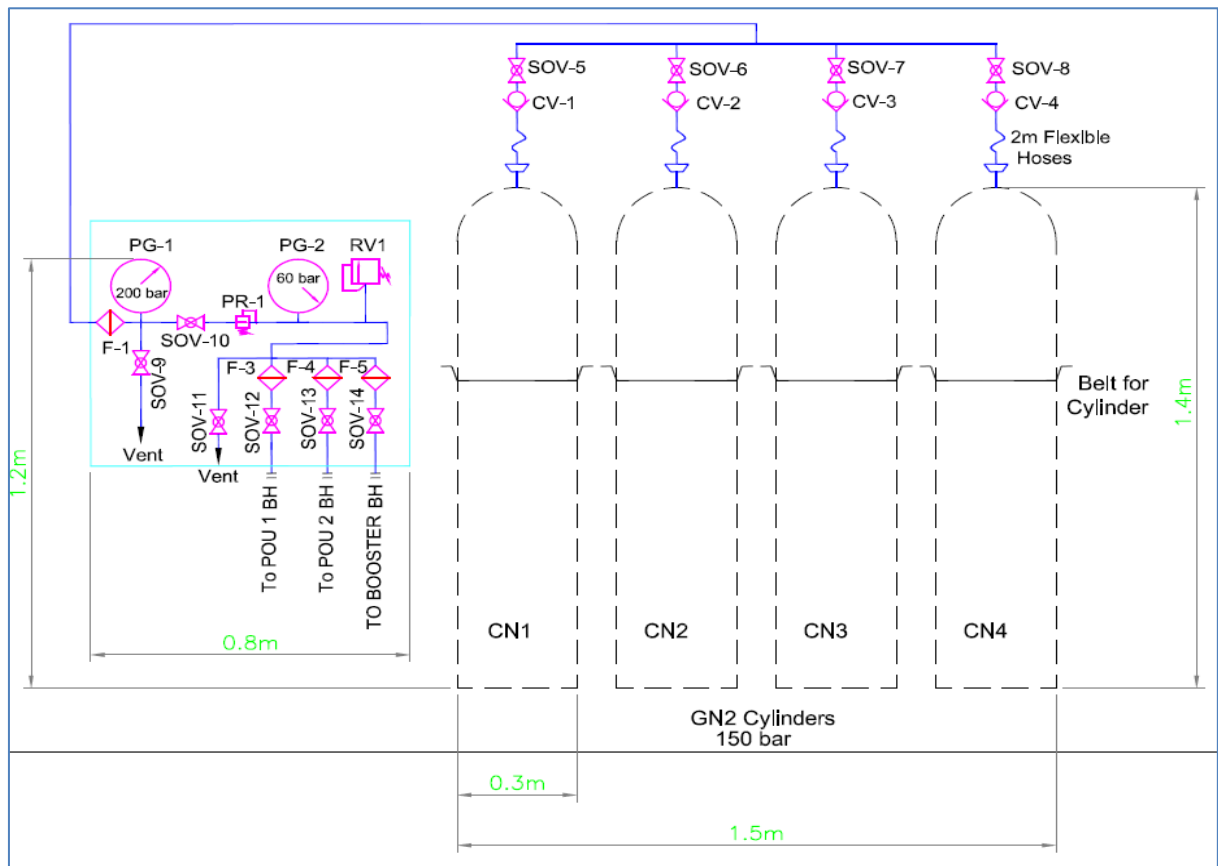 SOV-5
SOV-6
SOV-7
SOV-8
CV-1
CV-2
CV-3
CV-4
2m Flexible
Hoses
PG-1
PG-2
RV1
200 bar
60 bar
PR-1
F-1
SOV-10
SOV-9
F-3
F-4
F-5
SOV-11
SOV-12
SOV-13
SOV-14
Vent
Vent
To POU 1 BH
To POU 2 BH
TO BOOSTER BH
Belt for
Cylinder
1.2m
1.4m
0.8m
CN1
CN2
CN3
CN4
GN2 Cylinders
150 bar
0.3m
1.5m